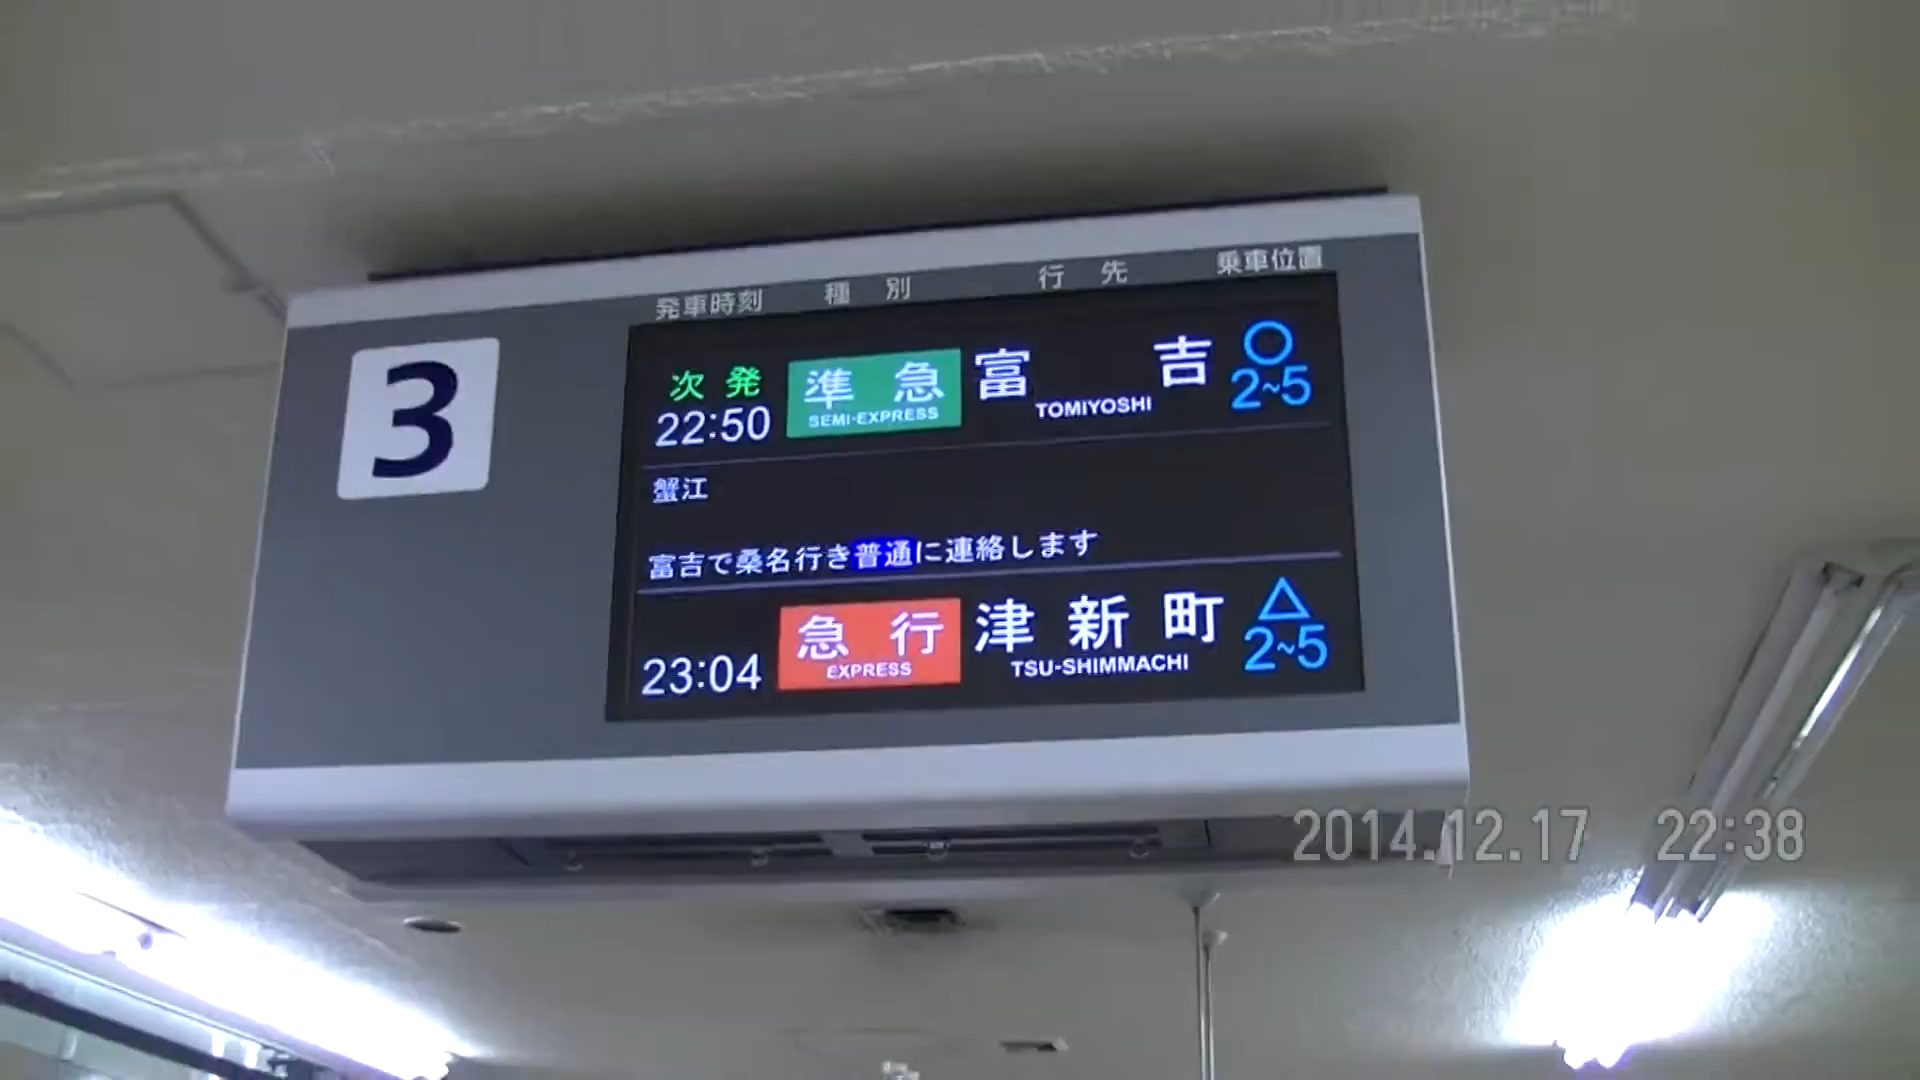 3
発車時刻 種別 行先 乗車位置
次発 準急 富吉 ○
22:50 SEMI-EXPRESS TOMIYOSHI 2~5
蟹江
富吉で桑名行き普通に連絡します
急行 津新町 △
23:04 EXPRESS TSU-SHIMMACHI 2~5
2014.12.17 22:38